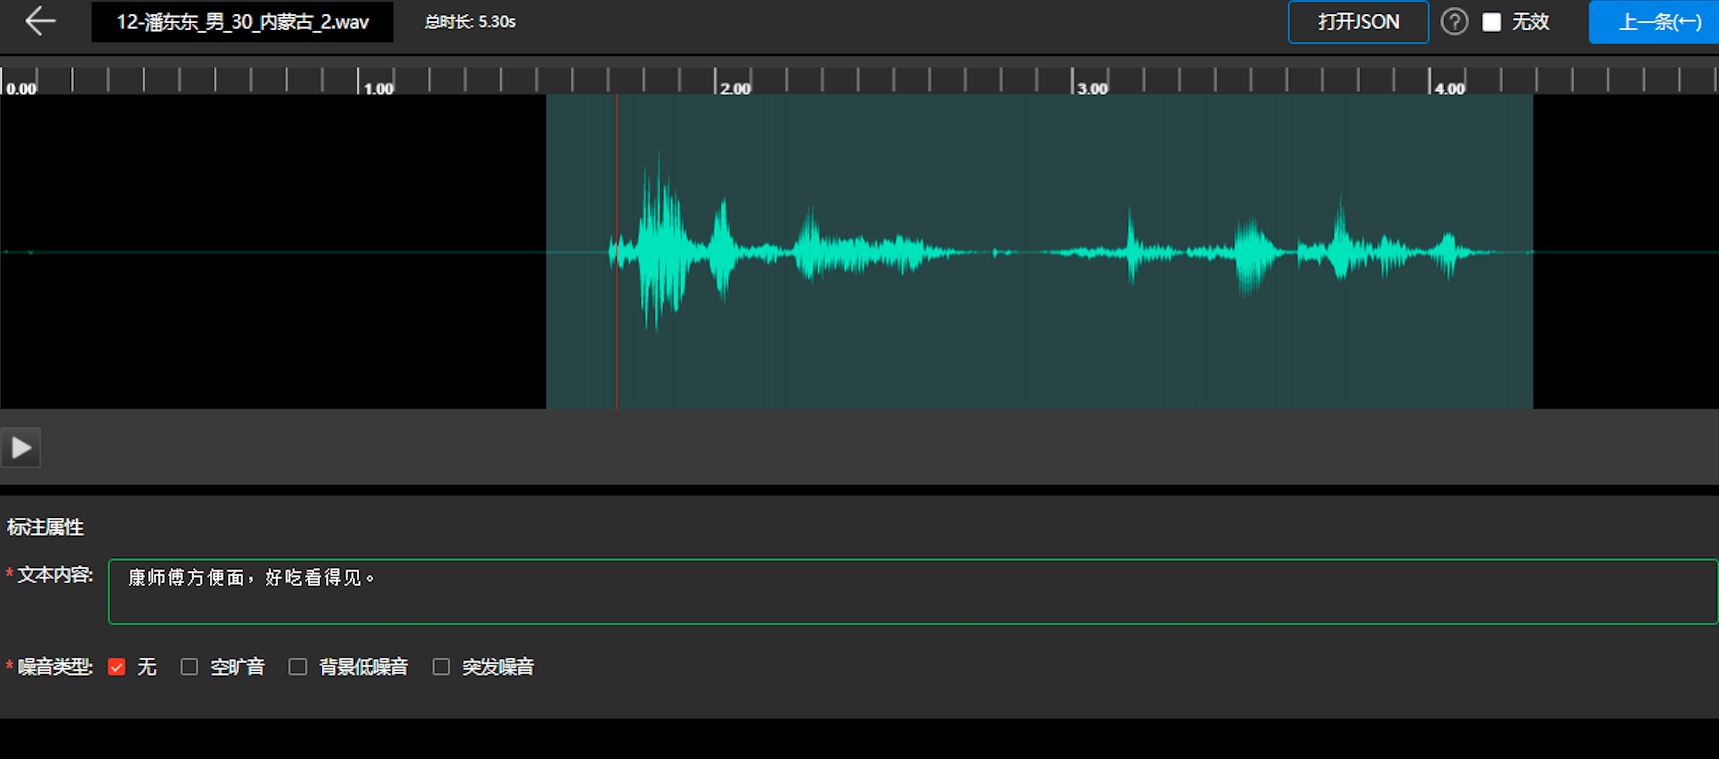 12-潘东东_男_30_内蒙古_2.wav 总时长: 5.30s 打开JSON ? 无效 上一条(←)
0.00 1.00 2.00 3.00 4.00
标注属性
*文本内容: 康师傅方便面，好吃看得见。
*噪音类型: 无 空旷音 背景低噪音 突发噪音